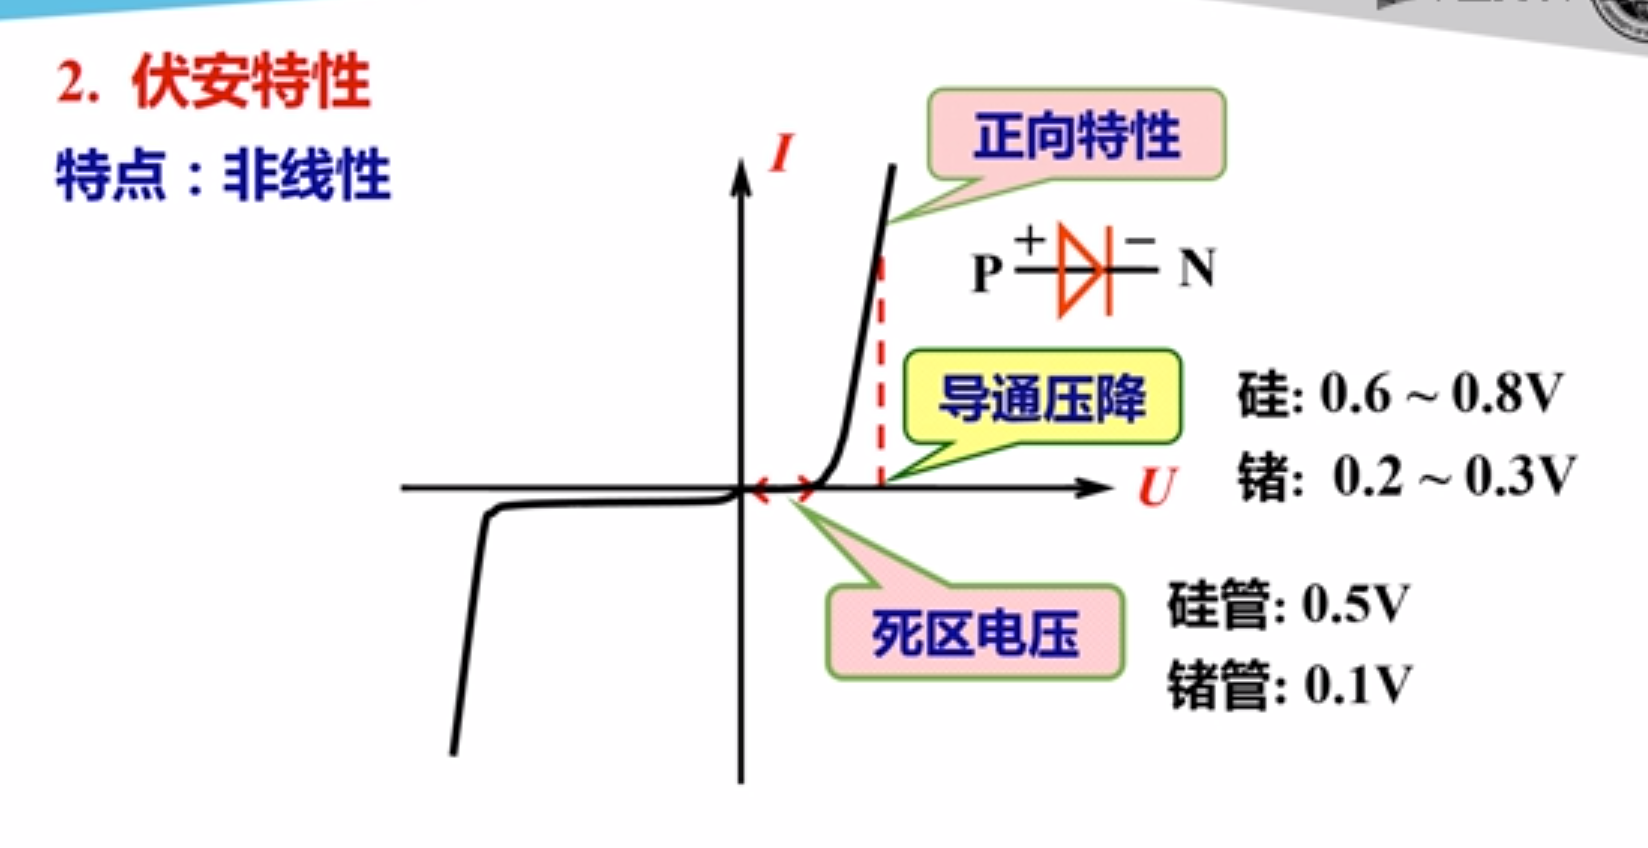 2. 伏安特性
特点：非线性
I
正向特性
P + − N
导通压降
硅: 0.6 ~ 0.8V
锗: 0.2 ~ 0.3V
U
死区电压
硅管: 0.5V
锗管: 0.1V